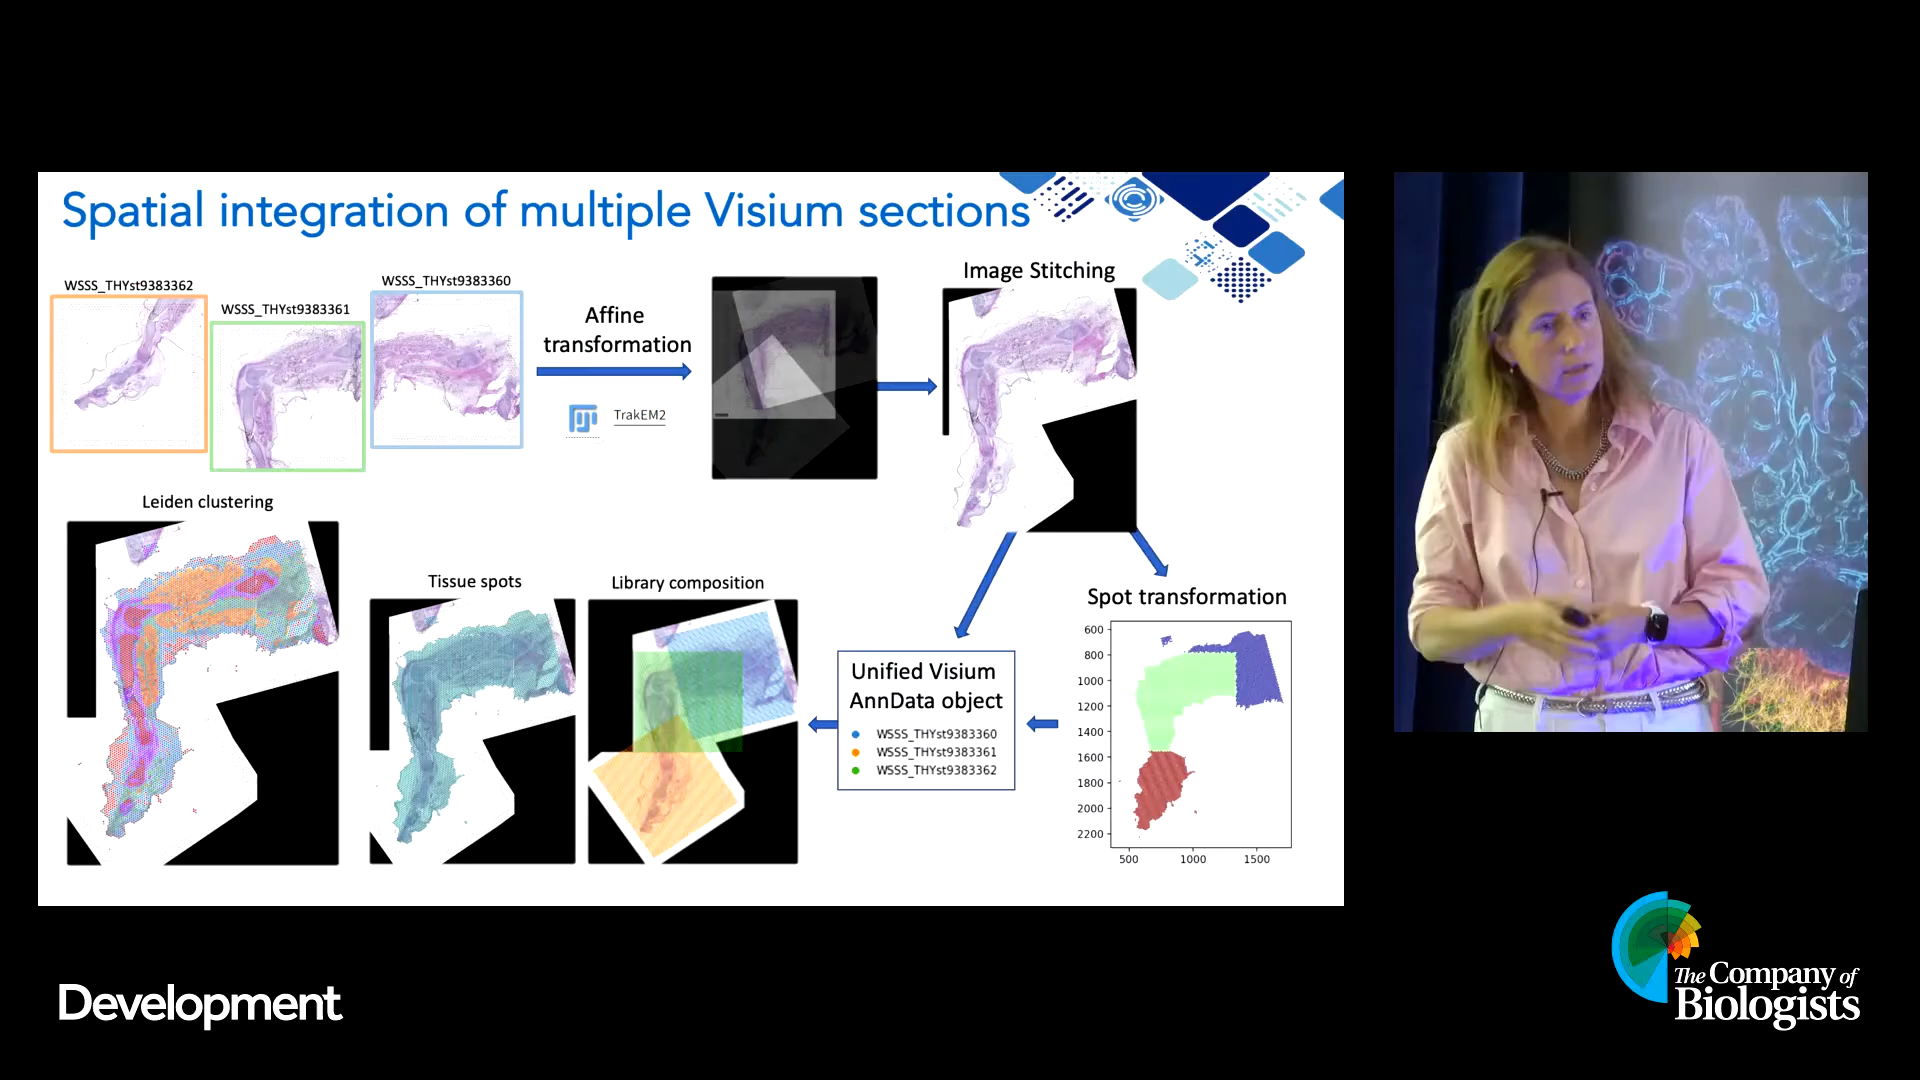 Spatial integration of multiple Visium sections
WSSS_THYst9383362
WSSS_THYst9383361
WSSS_THYst9383360
Affine
transformation
TrakEM2
Image Stitching
Leiden clustering
Tissue spots
Library composition
Unified Visium
AnnData object
WSSS_THYst9383360
WSSS_THYst9383361
WSSS_THYst9383362
Spot transformation
600
800
1000
1200
1400
1600
1800
2000
2200
500
1000
1500
Development
The Company of
Biologists